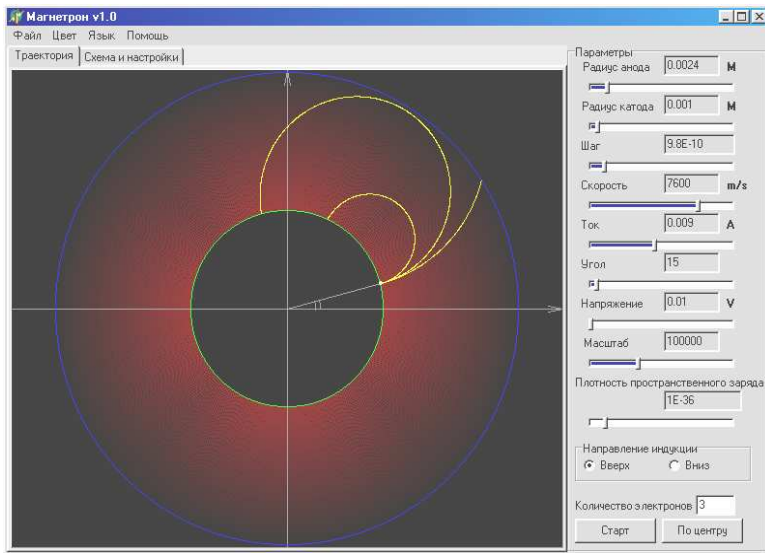 Магнетрон v1.0
Файл Цвет Язык Помощь
Траектория Схема и настройки
Параметры
Радиус анода 0.0024 м
Радиус катода 0.001 м
Шаг 9.8E-10
Скорость 7600 m/s
Ток 0.009 A
Угол 15
Напряжение 0.01 V
Масштаб 100000
Плотность пространственного заряда
1E-36
Направление индукции
Вверх Вниз
Количество электронов 3
Старт По центру